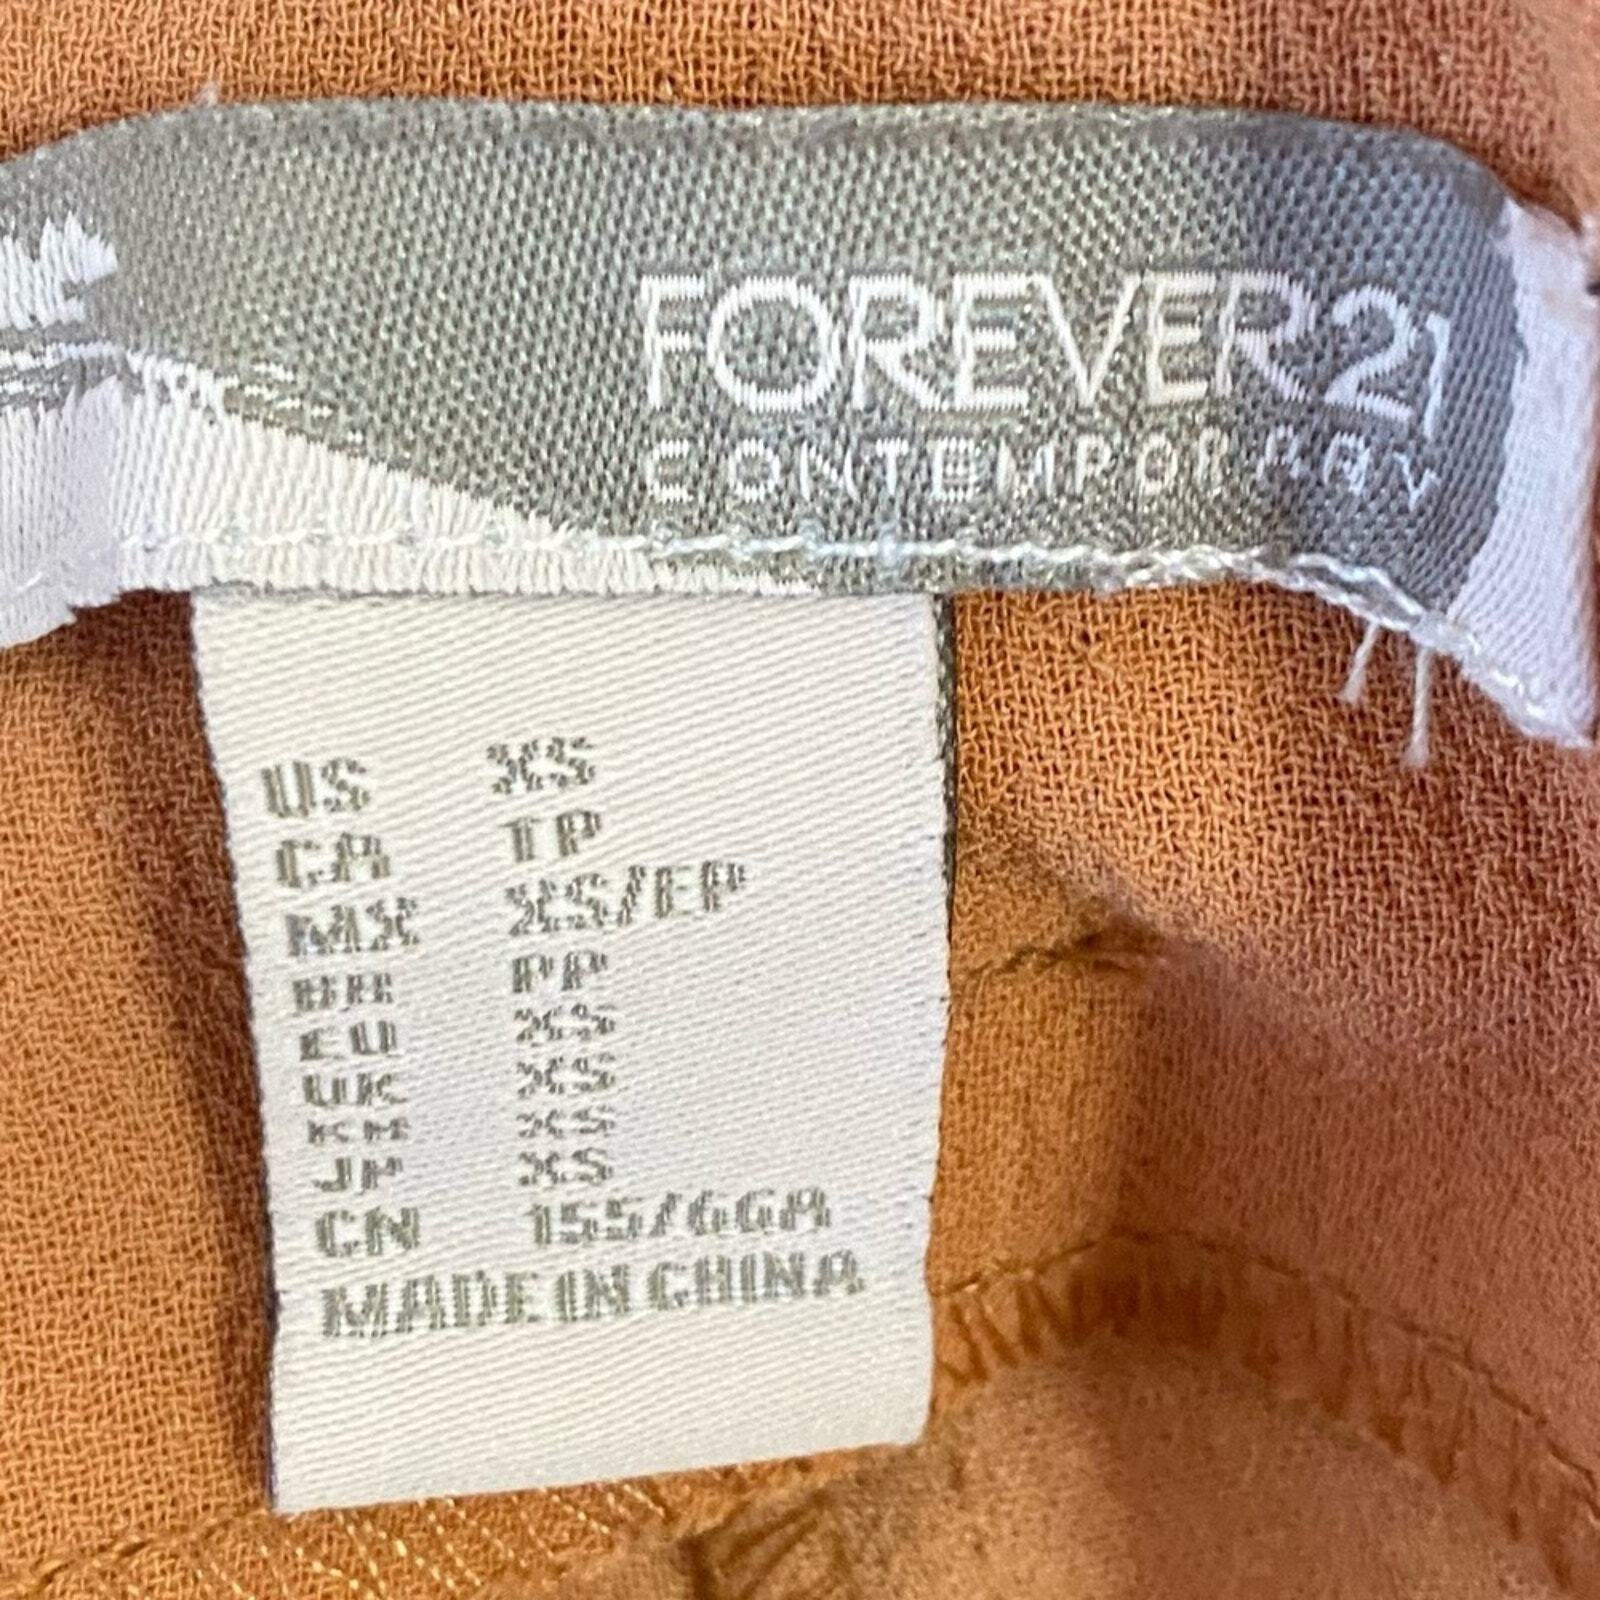 FOREVER21
CONTEMPORARY
US XS
CA TP
MX XS/EP
BR PP
EU XS
UK XS
KR XS
JP XS
CN 155/66A
MADE IN CHINA